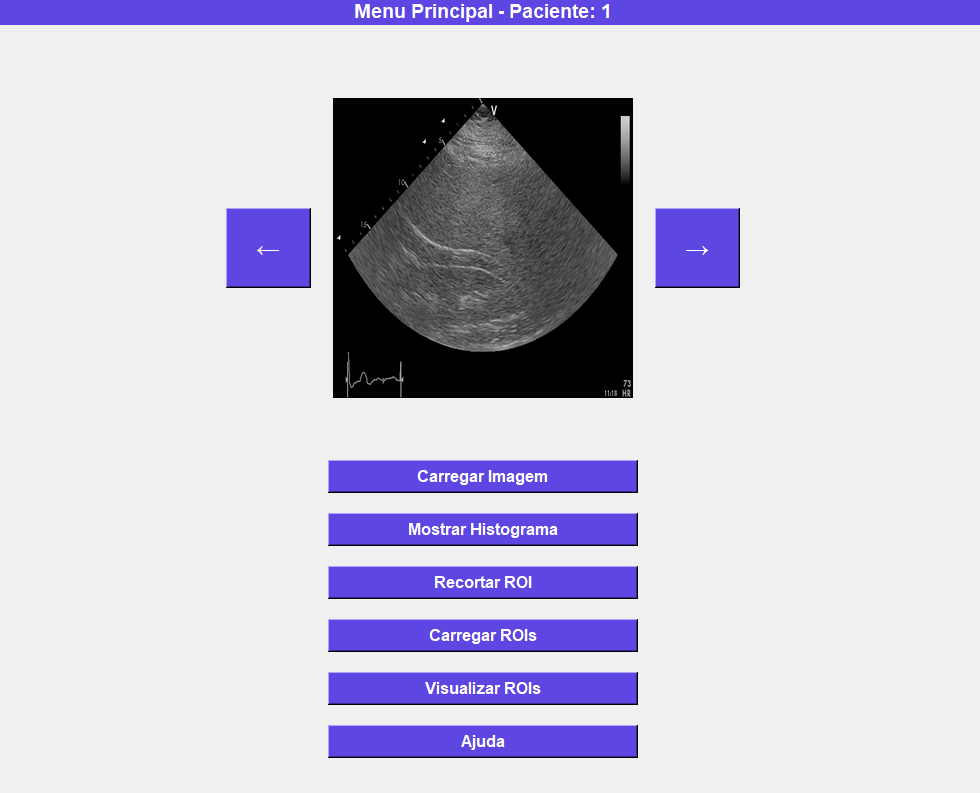 Menu Principal - Paciente: 1
V
5
10
15
←
→
73
11:18 HR
Carregar Imagem
Mostrar Histograma
Recortar ROI
Carregar ROIs
Visualizar ROIs
Ajuda